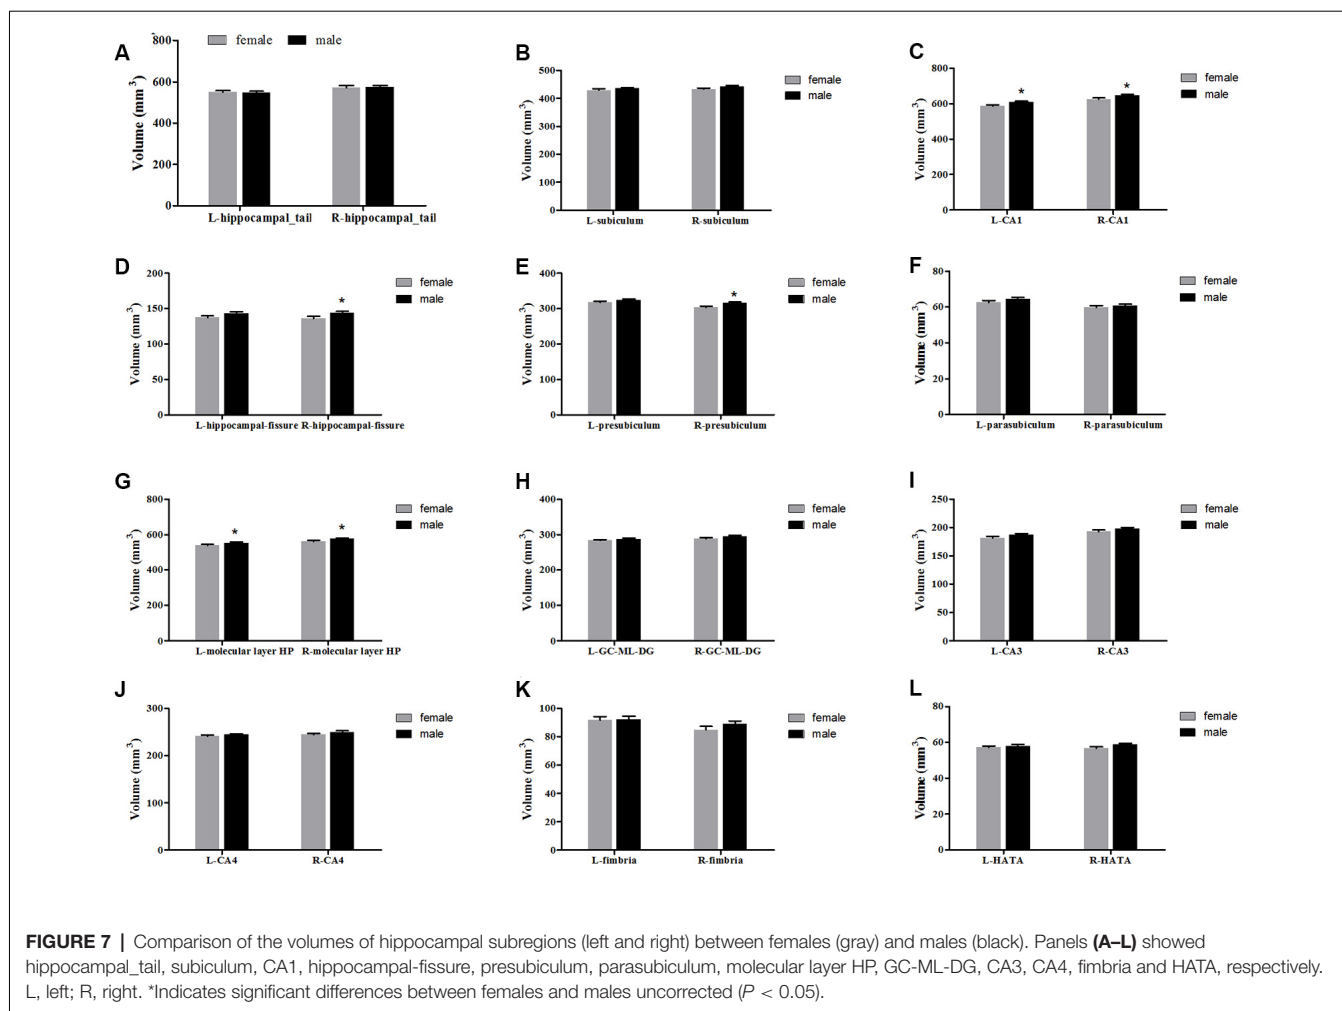 A
800
600
400
200
0
Volume (mm³)
female
male
L-hippocampal_tail
R-hippocampal_tail
B
500
400
300
200
100
0
Volume (mm³)
female
male
L-subiculum
R-subiculum
C
800
600
400
200
0
Volume (mm³)
*
*
female
male
L-CA1
R-CA1
D
200
150
100
50
0
Volume (mm³)
*
female
male
L-hippocampal-fissure
R-hippocampal-fissure
E
400
300
200
100
0
Volume (mm³)
*
female
male
L-presubiculum
R-presubiculum
F
80
60
40
20
0
Volume (mm³)
female
male
L-parasubiculum
R-parasubiculum
G
800
600
400
200
0
Volume (mm³)
*
*
female
male
L-molecular layer HP
R-molecular layer HP
H
400
300
200
100
0
Volume (mm³)
female
male
L-GC-ML-DG
R-GC-ML-DG
I
250
200
150
100
50
0
Volume (mm³)
female
male
L-CA3
R-CA3
J
300
200
100
0
Volume (mm³)
female
male
L-CA4
R-CA4
K
100
80
60
40
20
0
Volume (mm³)
female
male
L-fimbria
R-fimbria
L
80
60
40
20
0
Volume (mm³)
female
male
L-HATA
R-HATA
FIGURE 7 | Comparison of the volumes of hippocampal subregions (left and right) between females (gray) and males (black). Panels (A–L) showed
hippocampal_tail, subiculum, CA1, hippocampal-fissure, presubiculum, parasubiculum, molecular layer HP, GC-ML-DG, CA3, CA4, fimbria and HATA, respectively.
L, left; R, right. *Indicates significant differences between females and males uncorrected (P < 0.05).